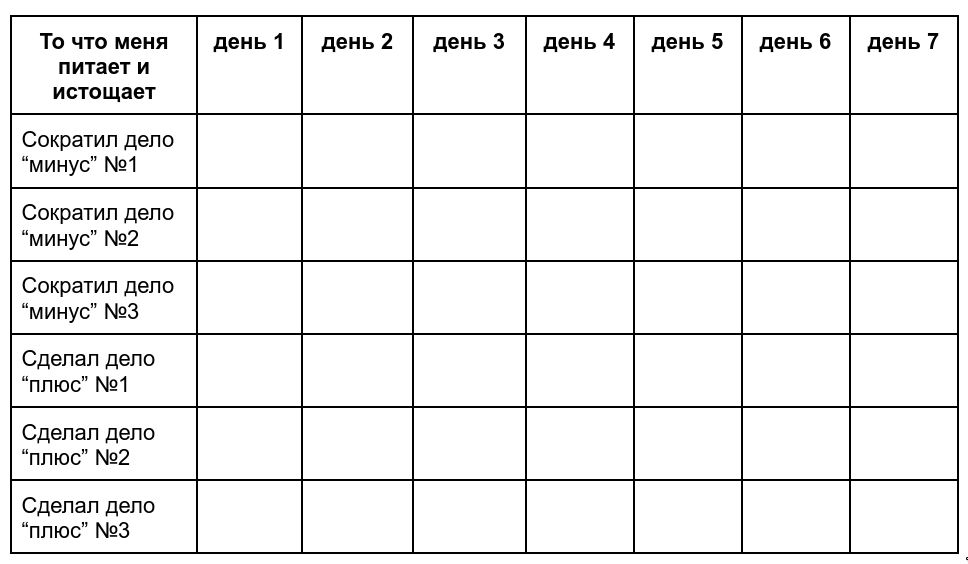 То что меня
питает и
истощает
день 1
день 2
день 3
день 4
день 5
день 6
день 7
Сократил дело
“минус” №1
Сократил дело
“минус” №2
Сократил дело
“минус” №3
Сделал дело
“плюс” №1
Сделал дело
“плюс” №2
Сделал дело
“плюс” №3